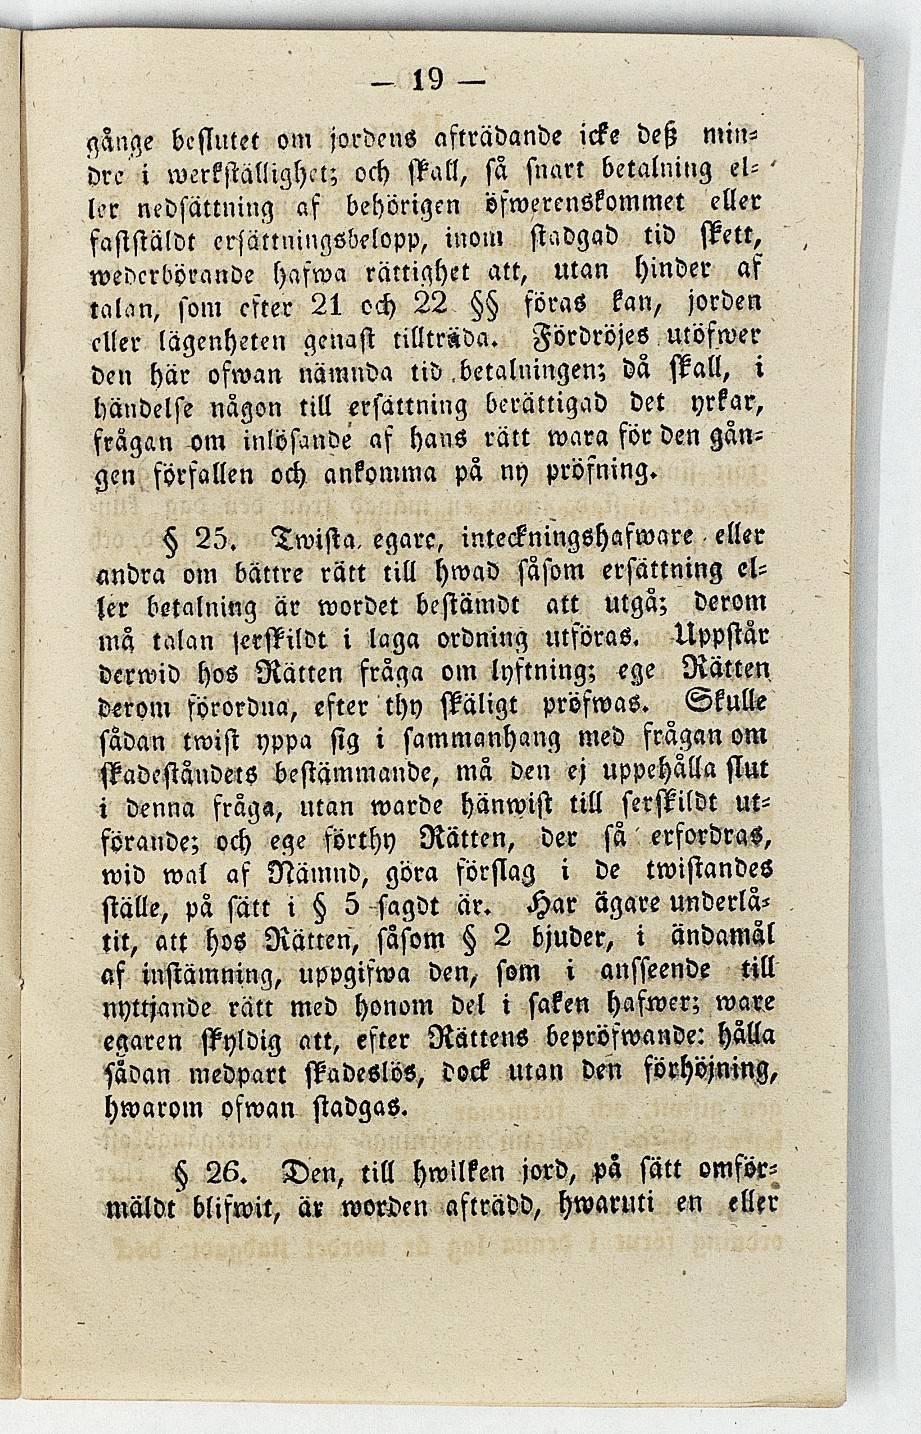 — 19 —
gånge beslutet om jordens afträdande icke deß min-
dre i werkställighet; och skall, så snart betalning el-
ler nedsättning af behörigen öfwerenskommet eller
faststäldt ersättningsbelopp, inom stadgad tid skett,
wederbörande hafwa rättighet att, utan hinder af
talan, som efter 21 och 22 §§ föras kan, jorden
eller lägenheten genast tillträda. Fördröjes utöfwer
den här ofwan nämnda tid betalningen; då skall, i
händelse någon till ersättning berättigad det yrkar,
frågan om inlösande af hans rätt wara för den gån-
gen förfallen och ankomma på ny pröfning.
§ 25. Twista egare, inteckningshafware eller
andra om bättre rätt till hwad såsom ersättning el-
ler betalning är wordet bestämdt att utgå; derom
må talan serskildt i laga ordning utföras. Uppstår
derwid hos Rätten fråga om lyftning; ege Rätten
derom förordna, efter thy skäligt pröfwas. Skulle
sådan twist yppa sig i sammanhang med frågan om
skadeståndets bestämmande, må den ej uppehålla slut
i denna fråga, utan warde hänwist till serskildt ut-
förande; och ege förthy Rätten, der så erfordras,
wid wal af Nämnd, göra förslag i de twistandes
ställe, på sätt i § 5 sagdt är. Har ägare underlå-
tit, att hos Rätten, såsom § 2 bjuder, i ändamål
af instämning, uppgifwa den, som i ansseende till
nyttjande rätt med honom del i saken hafwer; ware
egaren skyldig att, efter Rättens bepröfwande: hålla
sådan medpart skadeslös, dock utan den förhöjning,
hwarom ofwan stadgas.
§ 26. Den, till hwilken jord, på sätt omför-
mäldt blifwit, är worden afträdd, hwaruti en eller